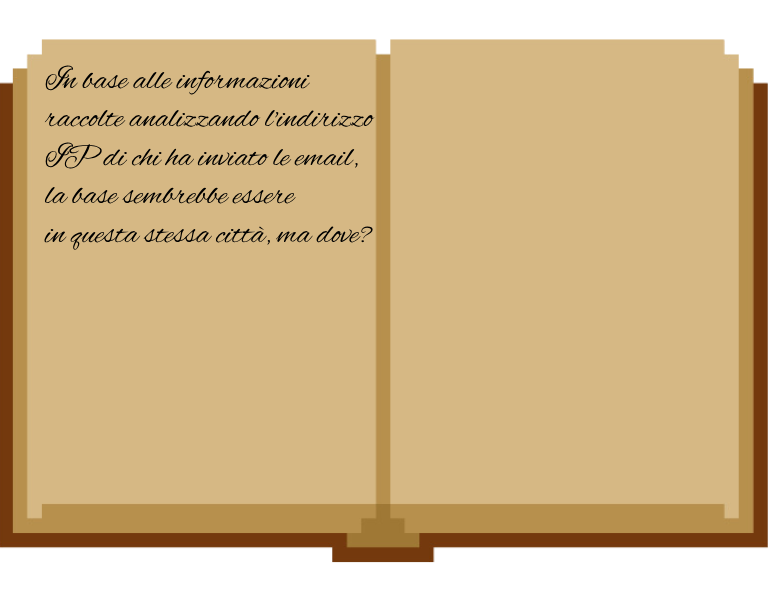 In base alle informazioni
raccolte analizzando l'indirizzo
IP di chi ha inviato le email,
la base sembrebbe essere
in questa stessa città, ma dove?